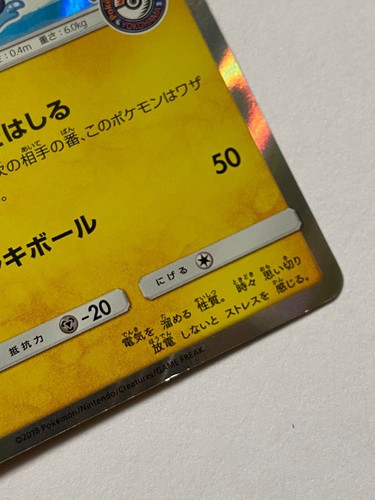 : 0.4m 重さ : 6.0kg
はしる
次の相手の番、このポケモンはワザ
。
50
キボール
にげる
抵抗力 -20
電気を 溜める 性質。 時々 思い切り
放電 しないと ストレスを 感じる。
©2018 Pokémon/Nintendo/Creatures/GAME FREAK.